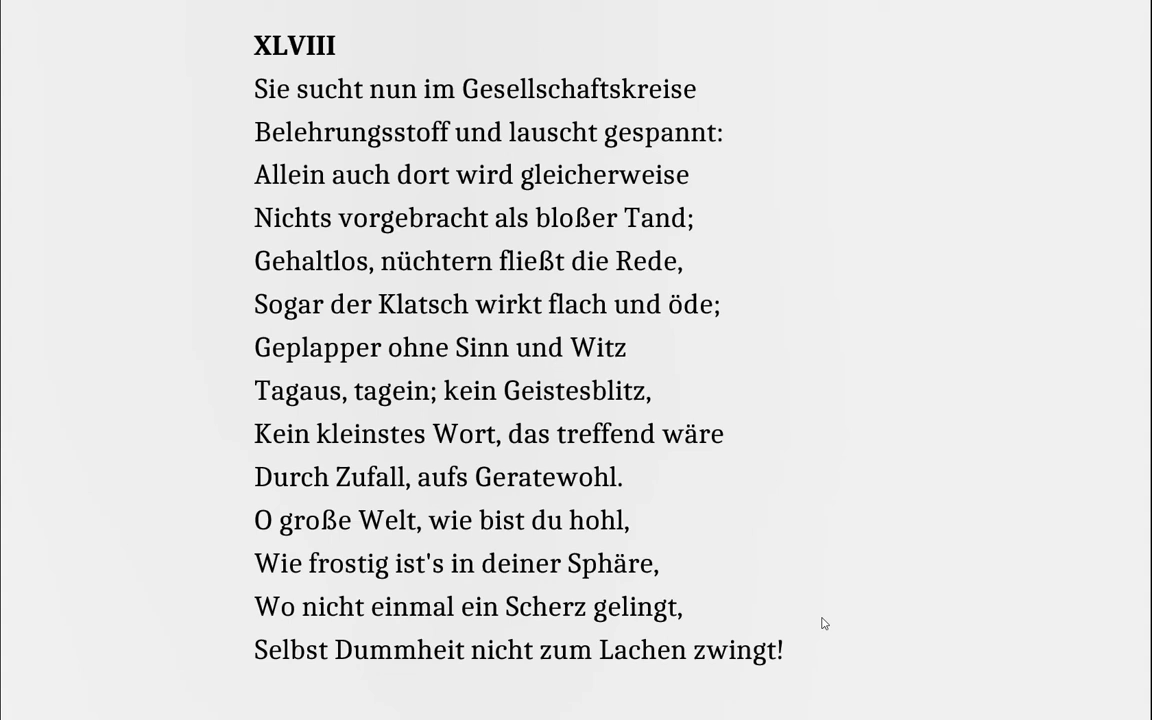 XLVIII
Sie sucht nun im Gesellschaftskreise
Belehrungsstoff und lauscht gespannt:
Allein auch dort wird gleicherweise
Nichts vorgebracht als bloßer Tand;
Gehaltlos, nüchtern fließt die Rede,
Sogar der Klatsch wirkt flach und öde;
Geplapper ohne Sinn und Witz
Tagaus, tagein; kein Geistesblitz,
Kein kleinstes Wort, das treffend wäre
Durch Zufall, aufs Geratewohl.
O große Welt, wie bist du hohl,
Wie frostig ist's in deiner Sphäre,
Wo nicht einmal ein Scherz gelingt,
Selbst Dummheit nicht zum Lachen zwingt!